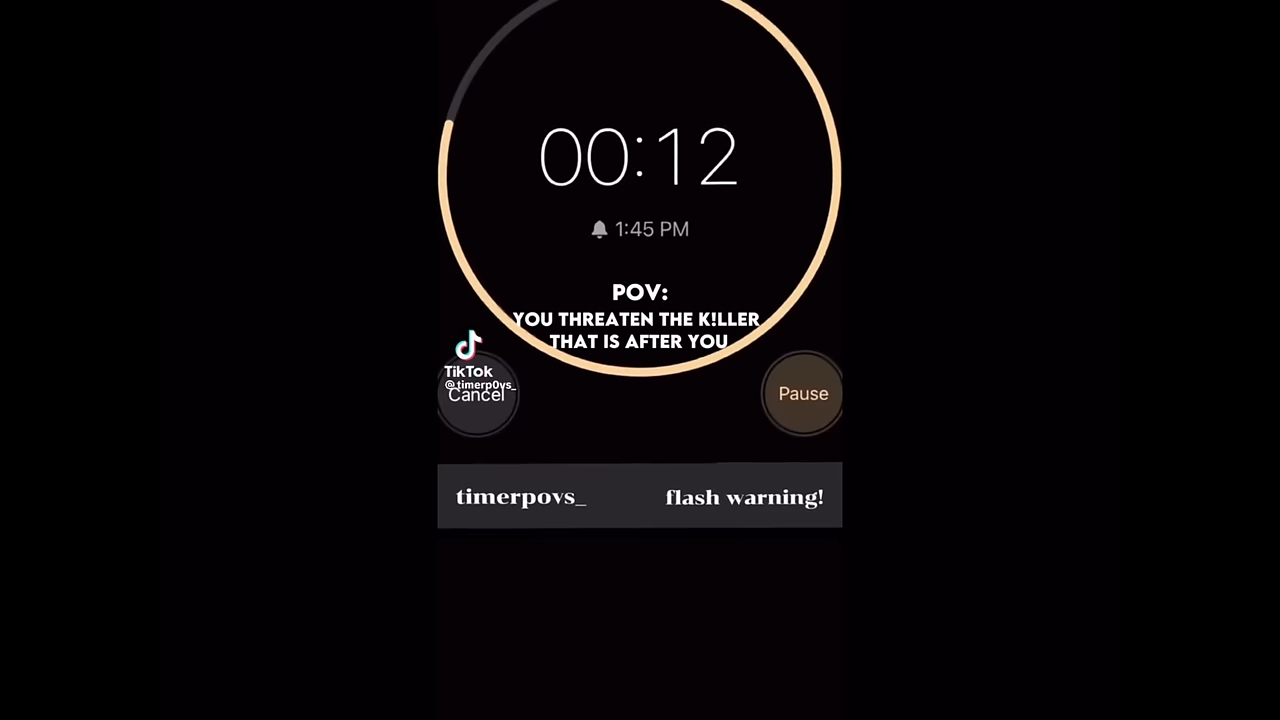 00:12
1:45 PM
POV:
YOU THREATEN THE K!LLER
THAT IS AFTER YOU
TikTok
@timerp0vs_
Cancel
Pause
timerpovs_
flash warning!